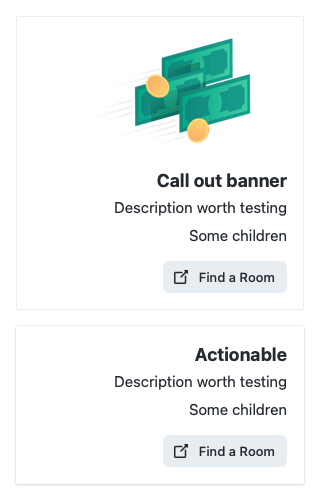 Call out banner
Description worth testing
Some children
Find a Room
Actionable
Description worth testing
Some children
Find a Room